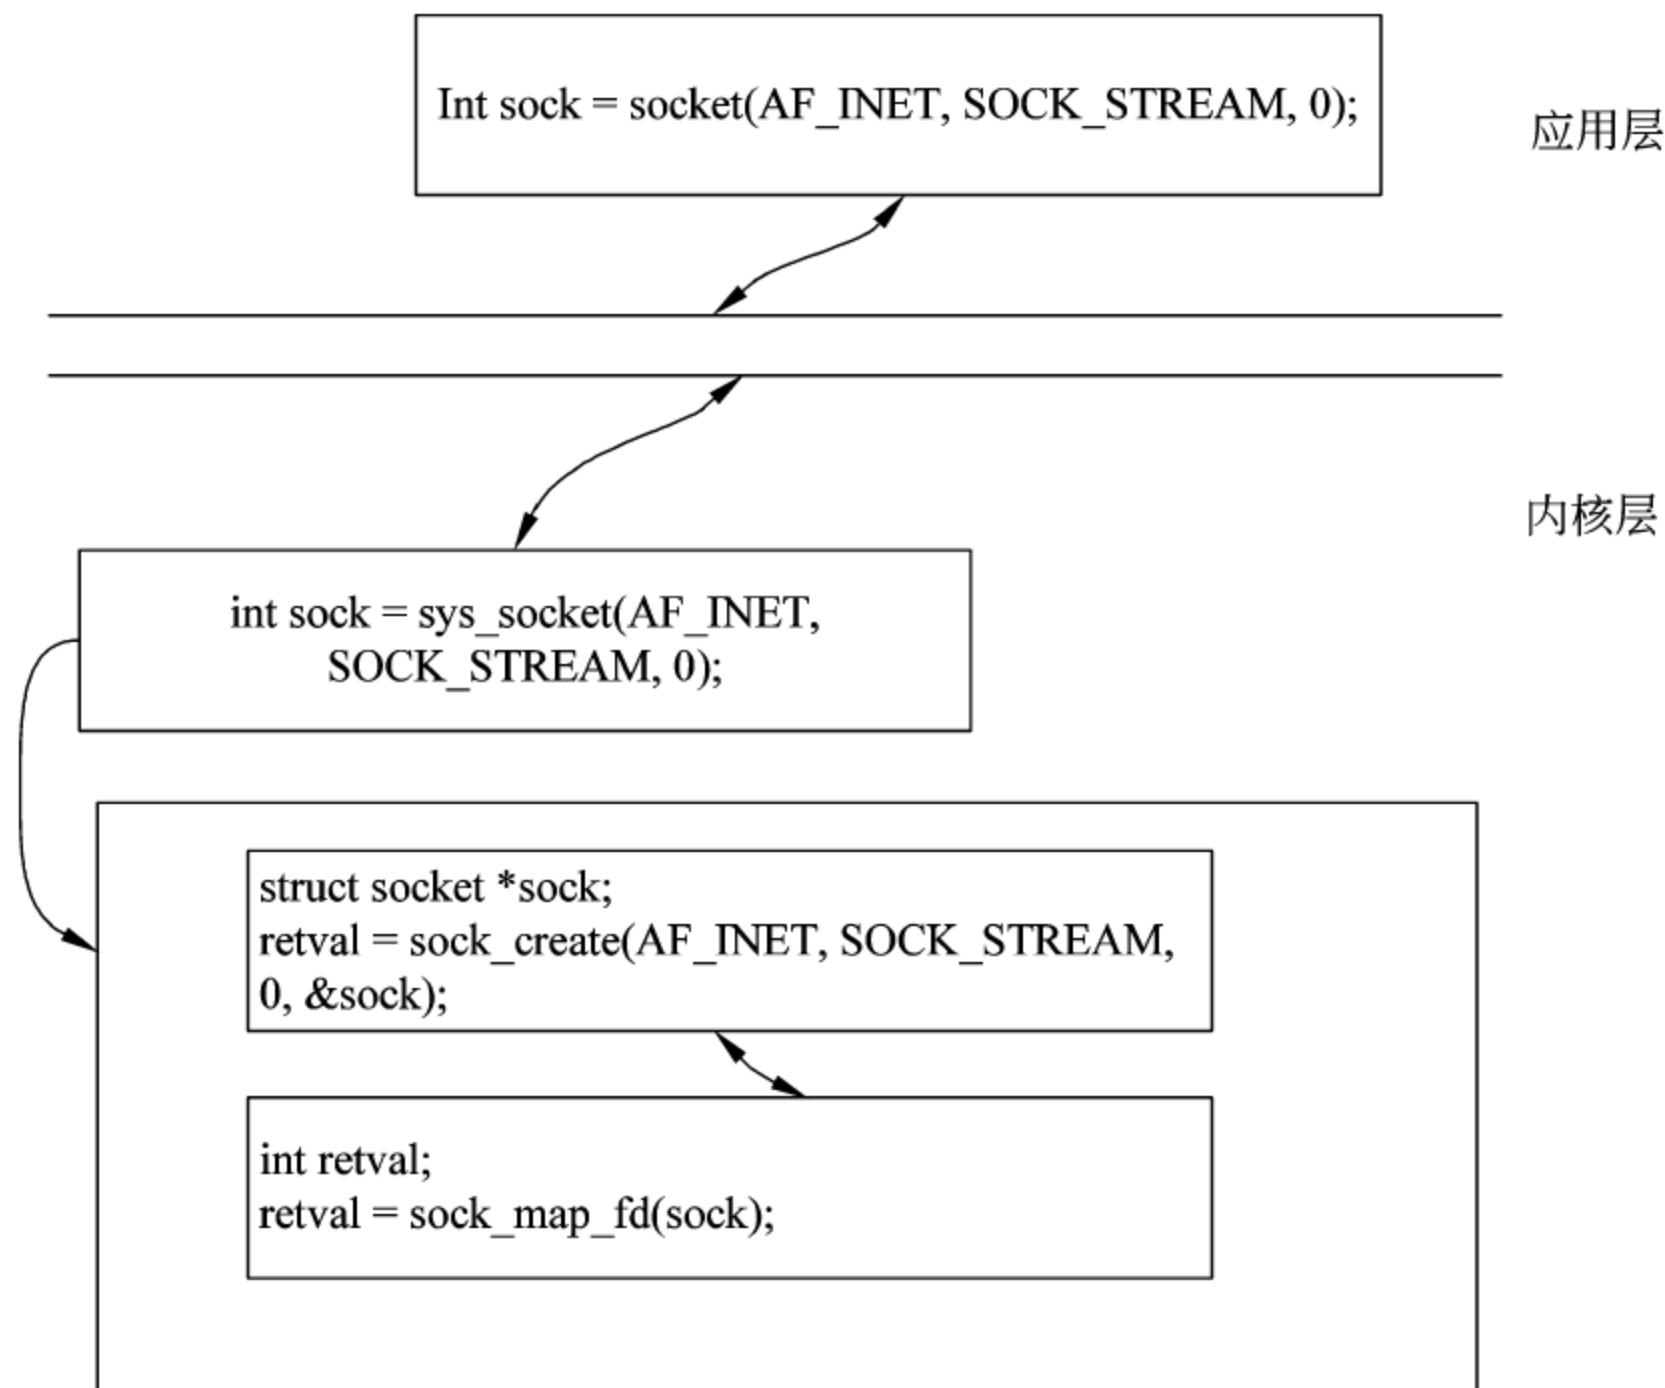 Int sock = socket(AF_INET, SOCK_STREAM, 0);
应用层
内核层
int sock = sys_socket(AF_INET,
SOCK_STREAM, 0);
struct socket *sock;
retval = sock_create(AF_INET, SOCK_STREAM,
0, &sock);
int retval;
retval = sock_map_fd(sock);